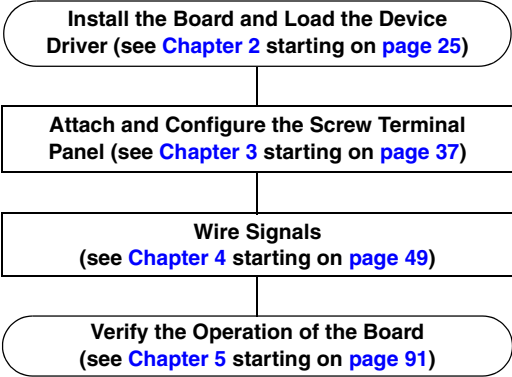 Install the Board and Load the Device
Driver (see Chapter 2 starting on page 25)
Attach and Configure the Screw Terminal
Panel (see Chapter 3 starting on page 37)
Wire Signals
(see Chapter 4 starting on page 49)
Verify the Operation of the Board
(see Chapter 5 starting on page 91)